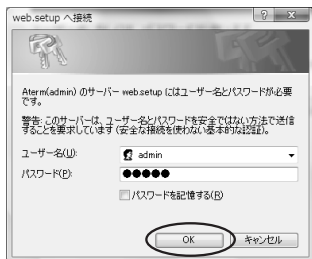 web.setup へ接続
Aterm(admin) のサーバー web.setup にはユーザー名とパスワードが必要
です。
警告: このサーバーは、ユーザー名とパスワードを安全ではない方法で送信
することを要求しています (安全な接続を使わない基本的な認証)。
ユーザー名(U):
admin
パスワード(P):
●●●●●
パスワードを記憶する(R)
OK
キャンセル